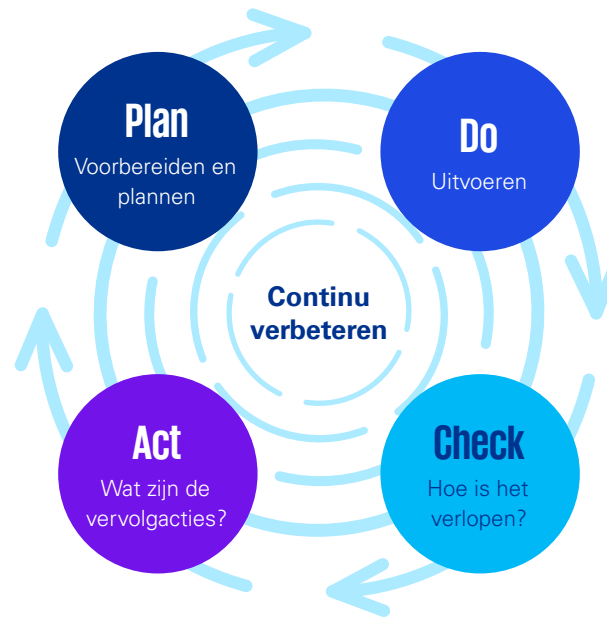 Plan
Voorbereiden en
plannen
Do
Uitvoeren
Continu
verbeteren
Act
Wat zijn de
vervolgacties?
Check
Hoe is het
verlopen?